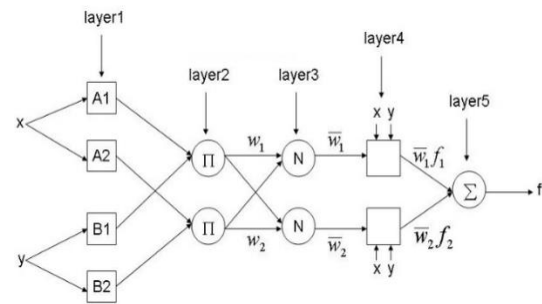 layer1
layer4
layer2 layer3
layer5
x y
x A1
Π w₁ N w̅₁ w̅₁f₁
A2
Σ f
B1
Π w₂ N w̅₂ w̅₂f₂
y
B2 x y